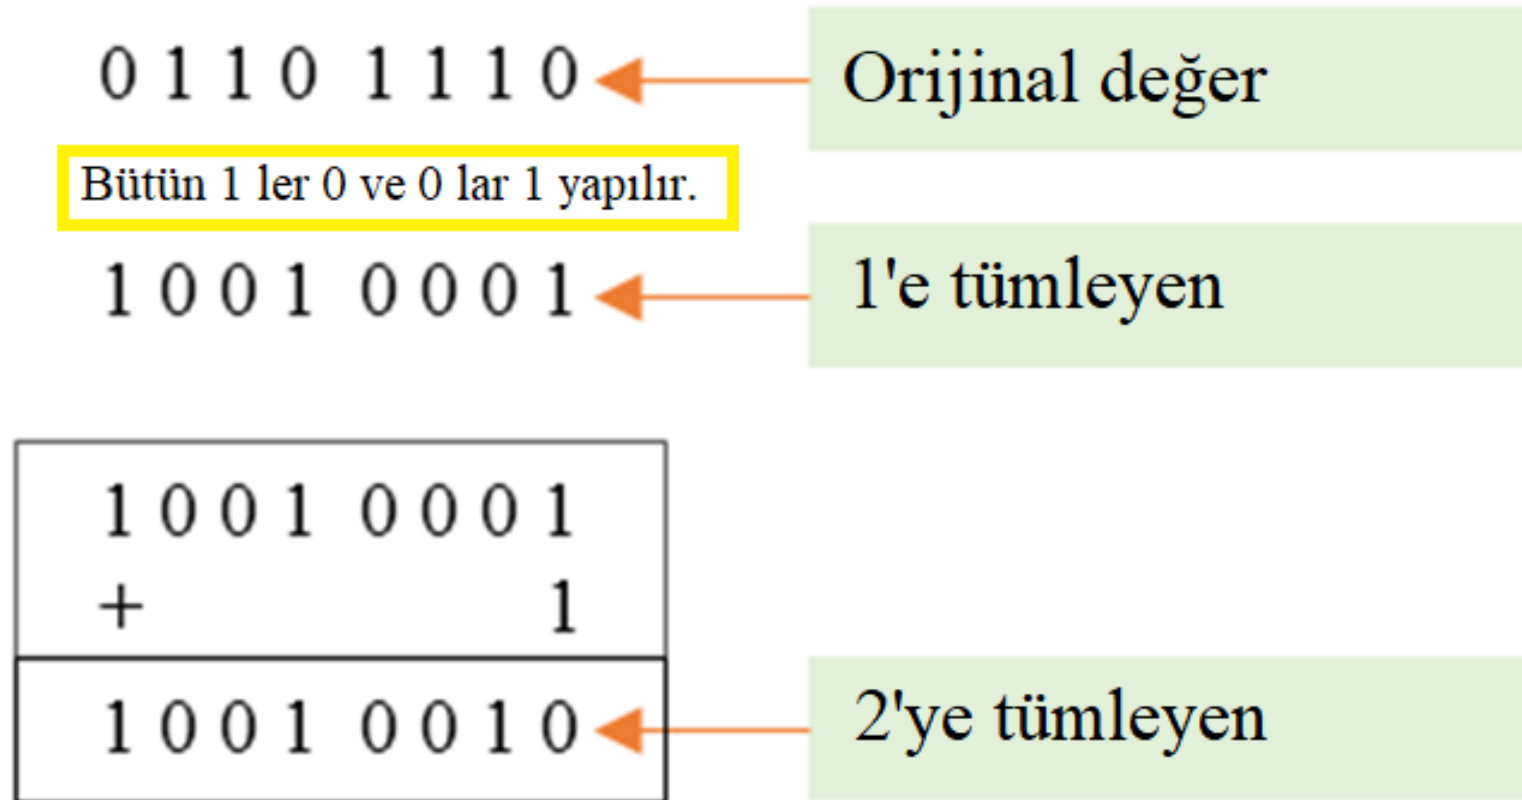 0 1 1 0 1 1 1 0 Orijinal değer
Bütün 1 ler 0 ve 0 lar 1 yapılır.
1 0 0 1 0 0 0 1 1'e tümleyen
1 0 0 1 0 0 0 1
+ 1
1 0 0 1 0 0 1 0 2'ye tümleyen